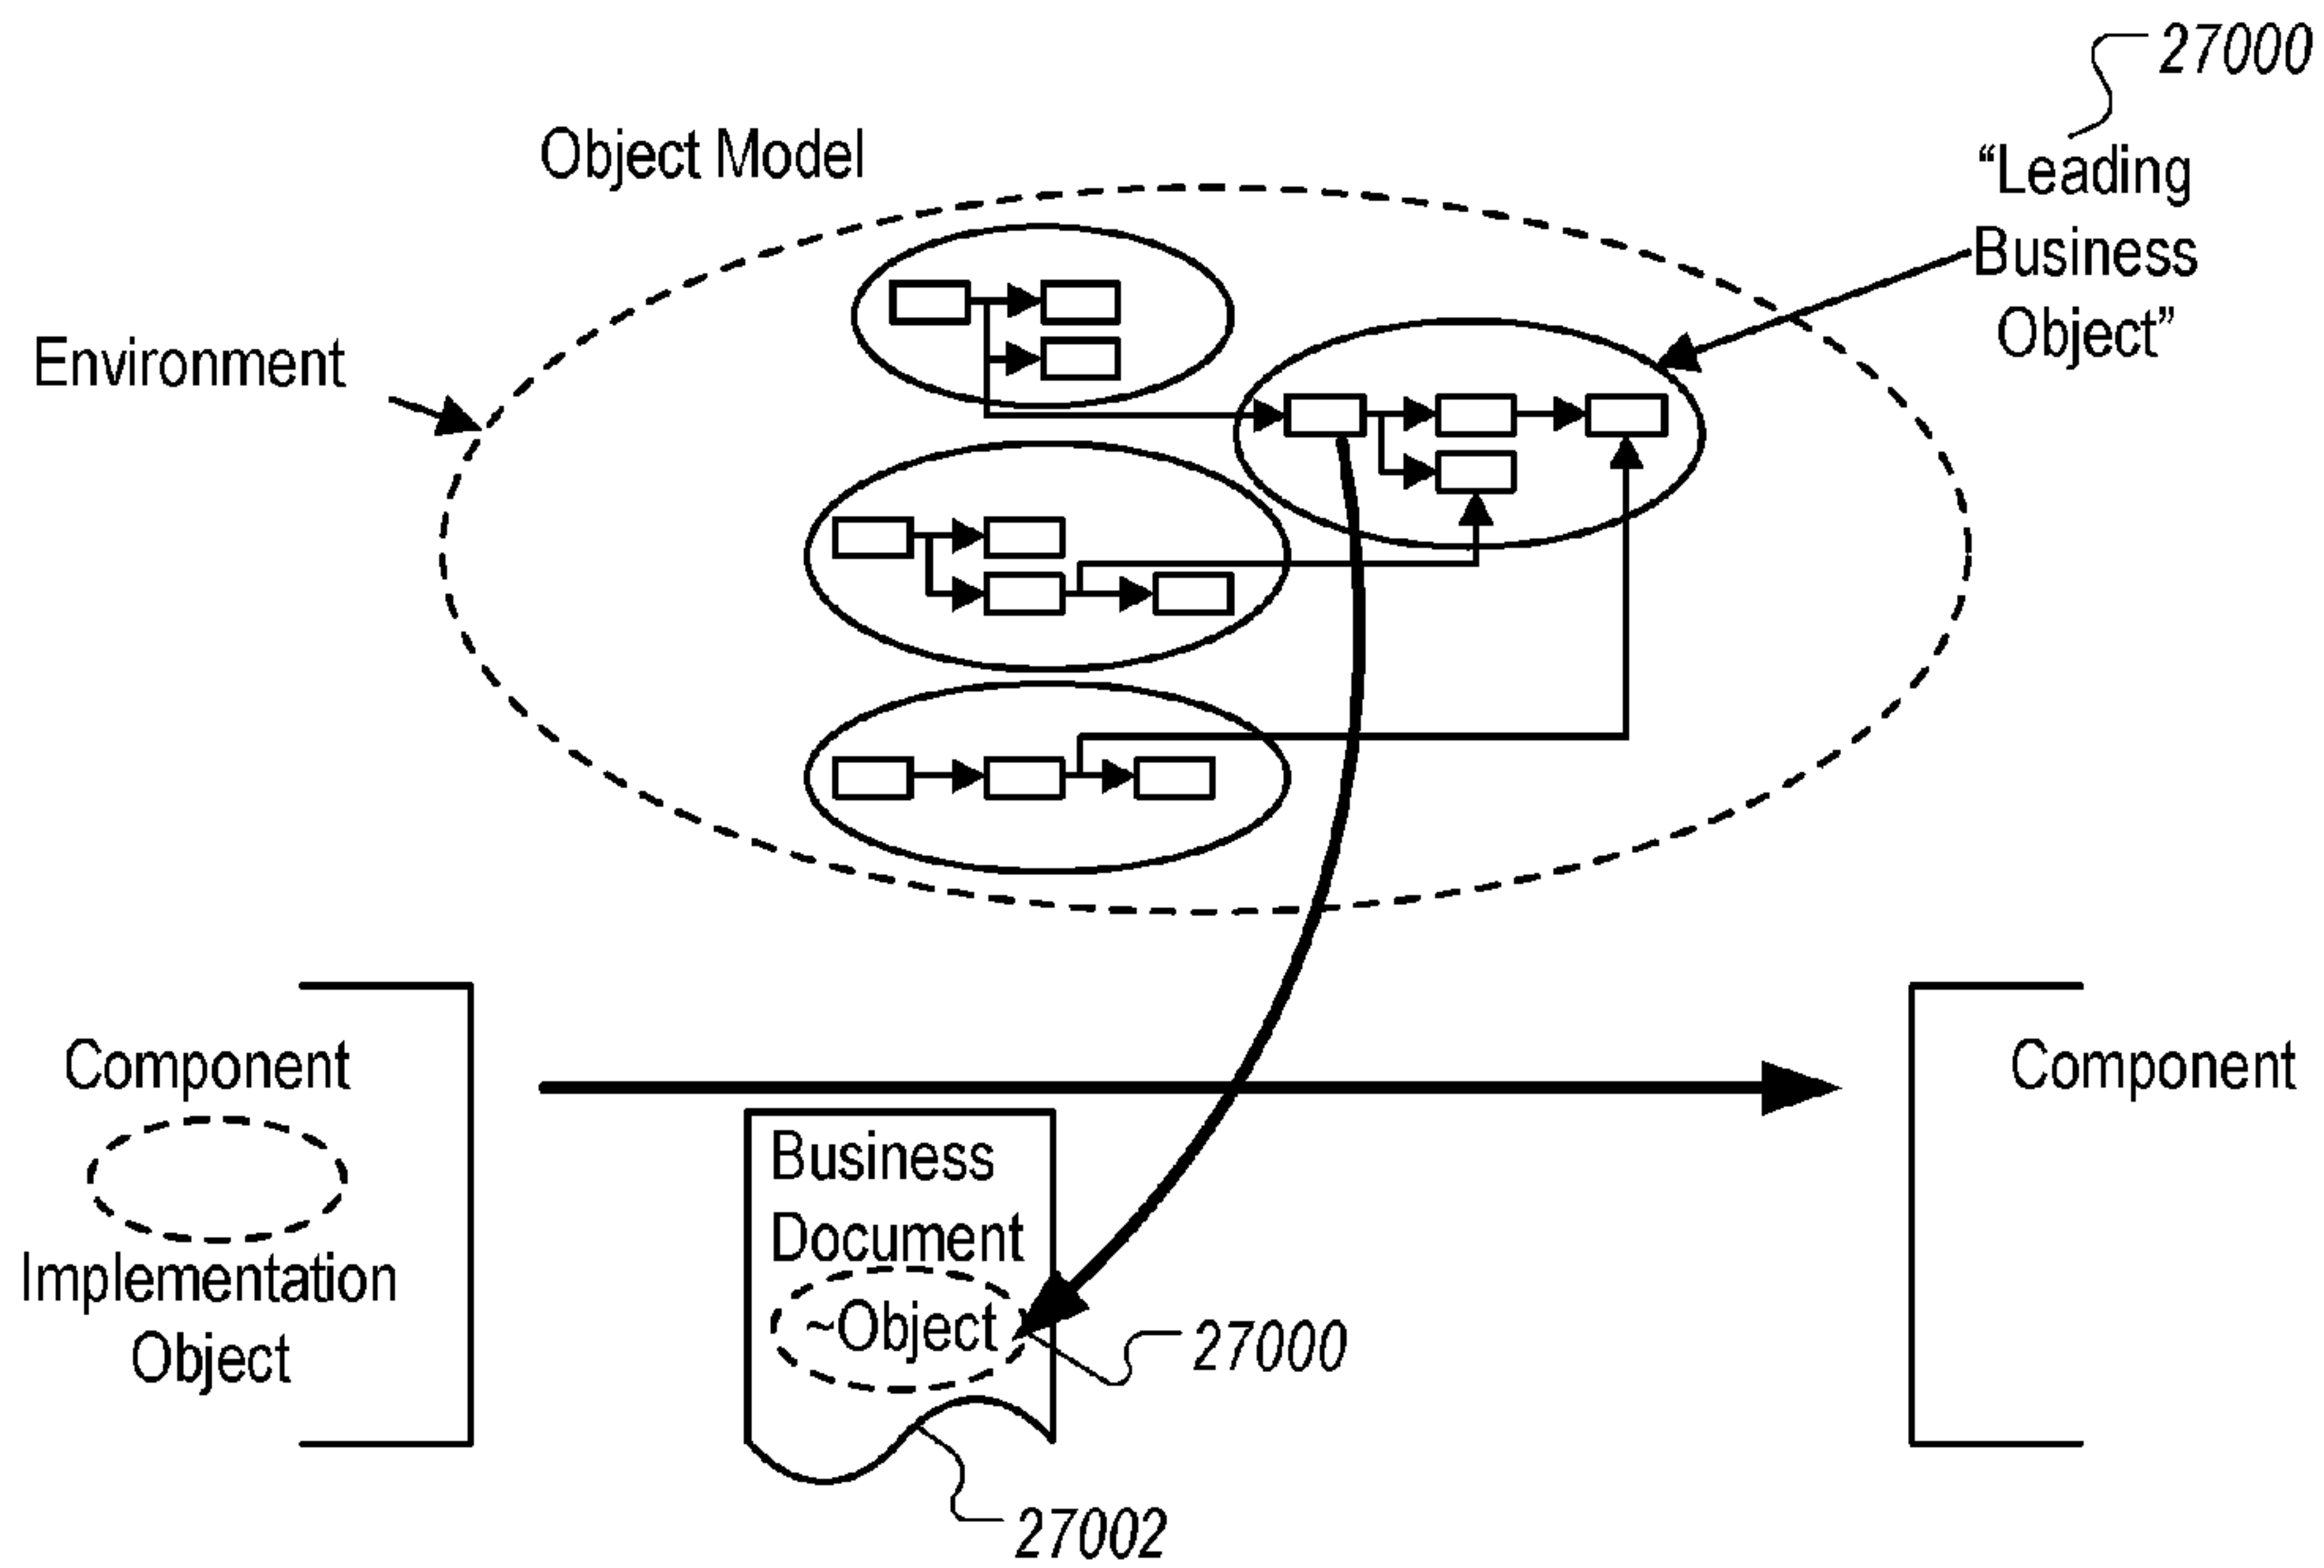 27000
Object Model
“Leading
Business
Object”
Environment
Component
Implementation
Object
Business
Document
~Object
27000
27002
Component